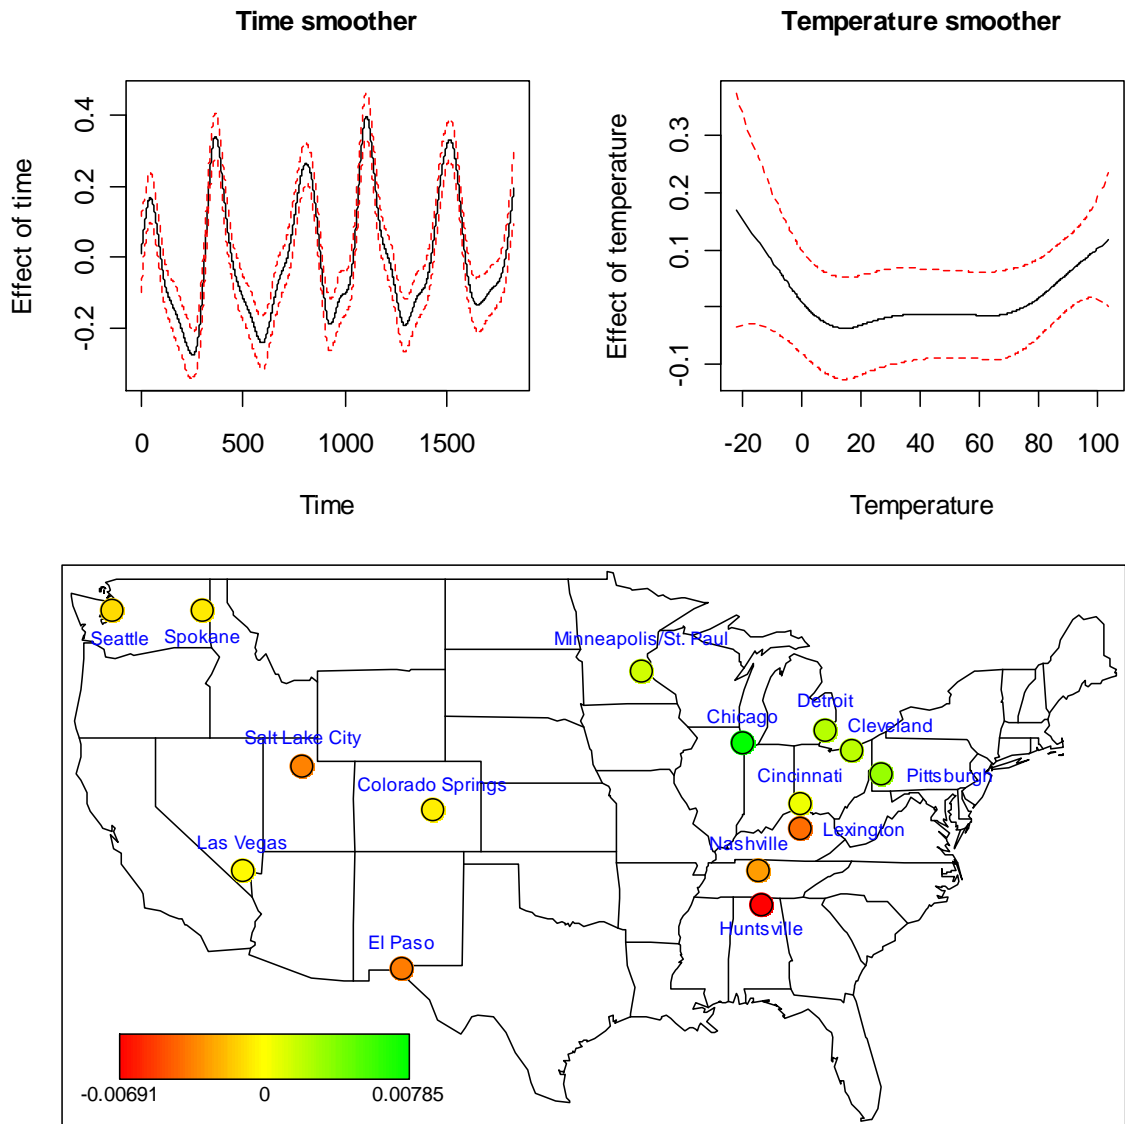 Time smoother
Temperature smoother
Effect of time
0.4
0.2
0.0
-0.2
0
500
1000
1500
Time
Effect of temperature
0.3
0.2
0.1
-0.1
-20
0
20
40
60
80
100
Temperature
Seattle
Spokane
Minneapolis/St. Paul
Detroit
Chicago
Cleveland
Salt Lake City
Cincinnati
Pittsburgh
Colorado Springs
Lexington
Nashville
Las Vegas
Huntsville
El Paso
-0.00691
0
0.00785